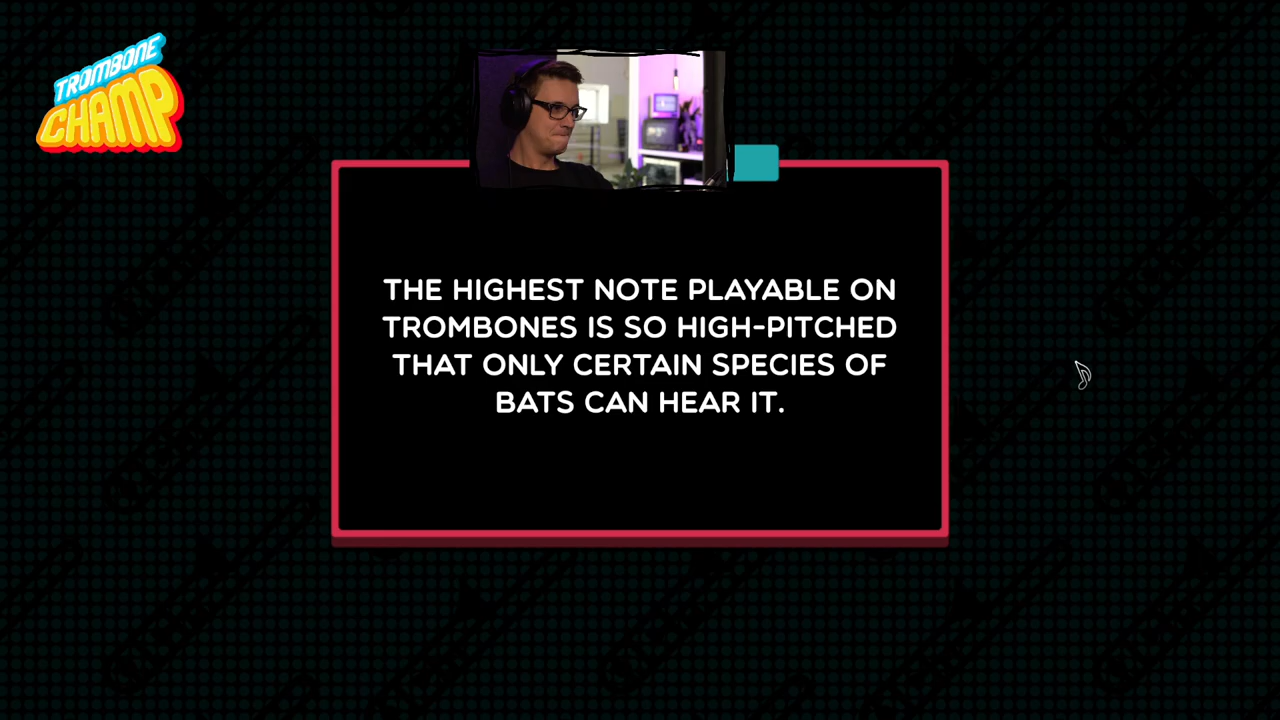 TROMBONE
CHAMP
THE HIGHEST NOTE PLAYABLE ON
TROMBONES IS SO HIGH-PITCHED
THAT ONLY CERTAIN SPECIES OF
BATS CAN HEAR IT.